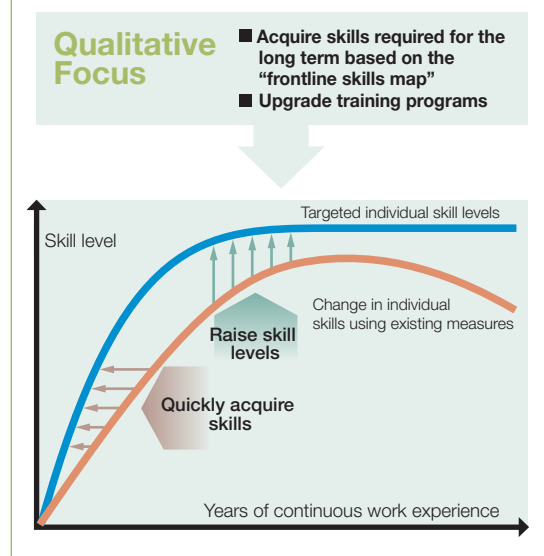 Qualitative
Focus
■ Acquire skills required for the
long term based on the
“frontline skills map”
■ Upgrade training programs
Skill level
Targeted individual skill levels
Change in individual
skills using existing measures
Raise skill
levels
Quickly acquire
skills
Years of continuous work experience